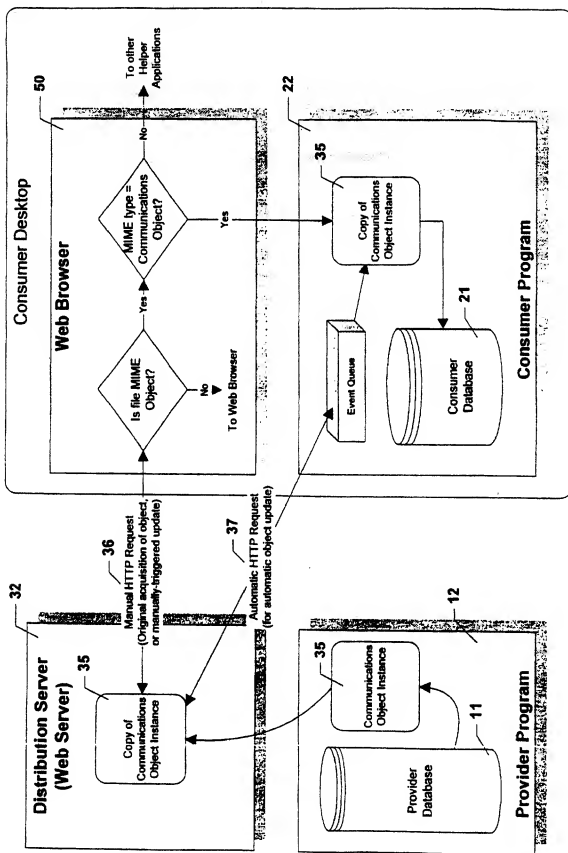 Consumer Desktop
50
Web Browser
Is file MIME
Object?
No
To Web Browser
Yes
MIME type =
Communications
Object?
No
To other
Helper
Applications
Yes
32
Distribution Server
(Web Server)
35
Copy of
Communications
Object Instance
36
Manual HTTP Request
(Original acquisition of object,
or manually-triggered update)
37
Automatic HTTP Request
(for automatic object update)
22
Event Queue
35
Copy of
Communications
Object Instance
21
Consumer
Database
Consumer Program
12
35
Communications
Object Instance
11
Provider
Database
Provider Program